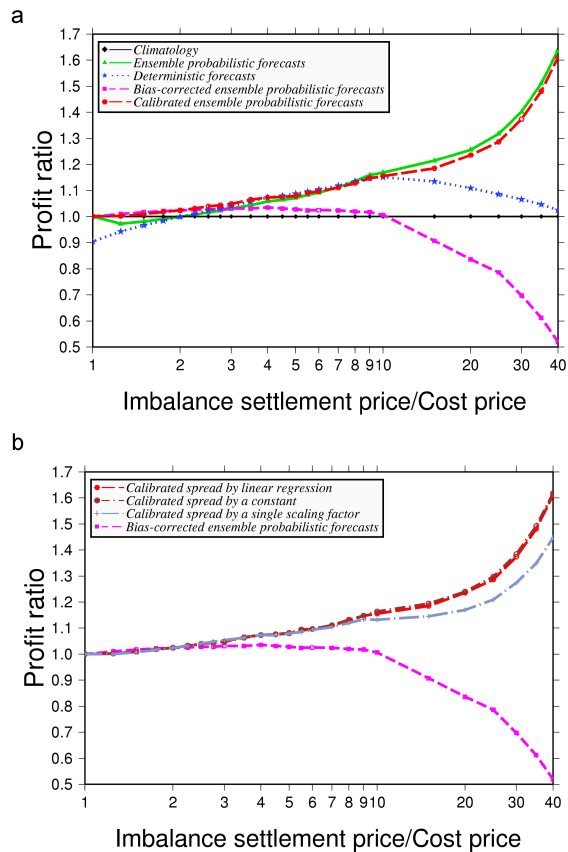 a
1.7
1.6
1.5
1.4
1.3
1.2
1.1
1.0
0.9
0.8
0.7
0.6
0.5
Profit ratio
Climatology
Ensemble probabilistic forecasts
Deterministic forecasts
Bias-corrected ensemble probabilistic forecasts
Calibrated ensemble probabilistic forecasts
1 2 3 4 5 6 7 8 9 10 20 30 40
Imbalance settlement price/Cost price
b
1.7
1.6
1.5
1.4
1.3
1.2
1.1
1.0
0.9
0.8
0.7
0.6
0.5
Profit ratio
Calibrated spread by linear regression
Calibrated spread by a constant
Calibrated spread by a single scaling factor
Bias-corrected ensemble probabilistic forecasts
1 2 3 4 5 6 7 8 9 10 20 30 40
Imbalance settlement price/Cost price